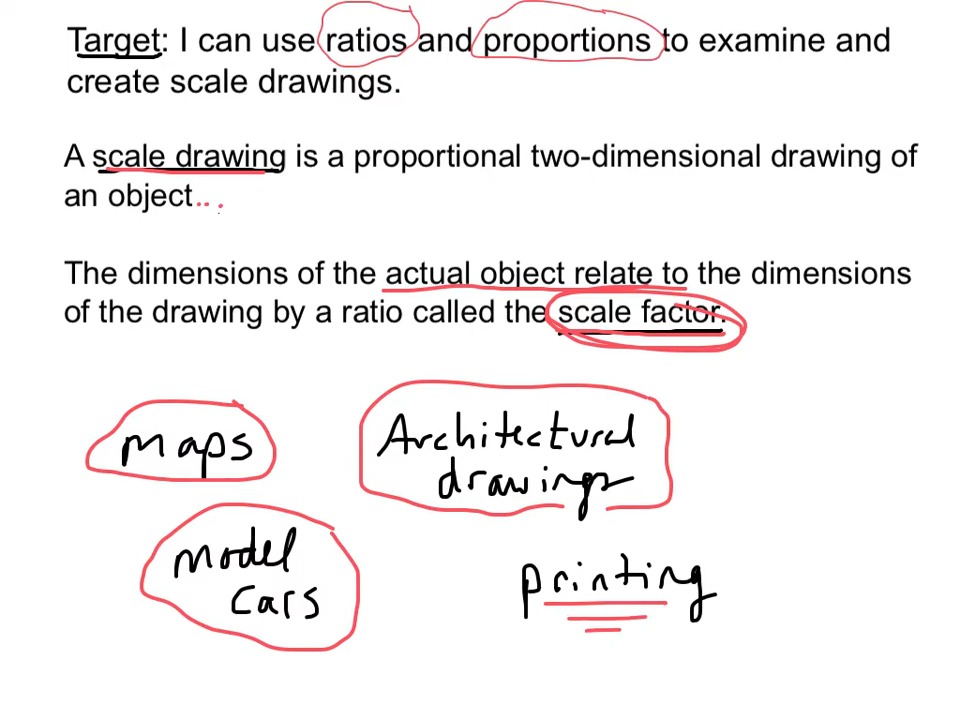 Target: I can use ratios and proportions to examine and
create scale drawings.
A scale drawing is a proportional two-dimensional drawing of
an object...
The dimensions of the actual object relate to the dimensions
of the drawing by a ratio called the scale factor.
maps
Architectural
drawings
model
cars
printing